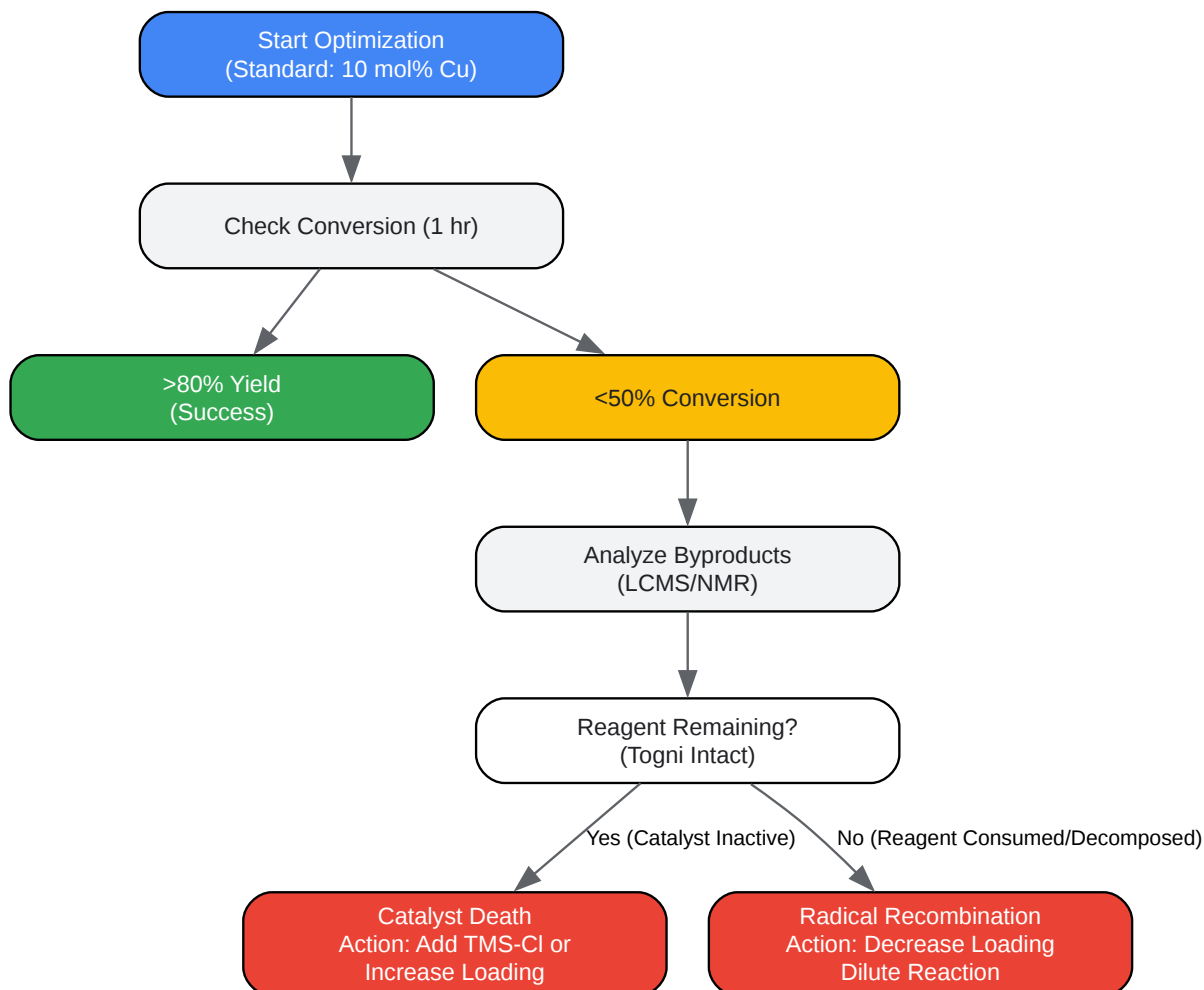 Start Optimization
(Standard: 10 mol% Cu)
Check Conversion (1 hr)
>80% Yield
(Success)
<50% Conversion
Analyze Byproducts
(LCMS/NMR)
Reagent Remaining?
(Togni Intact)
Yes (Catalyst Inactive)
No (Reagent Consumed/Decomposed)
Catalyst Death
Action: Add TMS-Cl or
Increase Loading
Radical Recombination
Action: Decrease Loading
Dilute Reaction